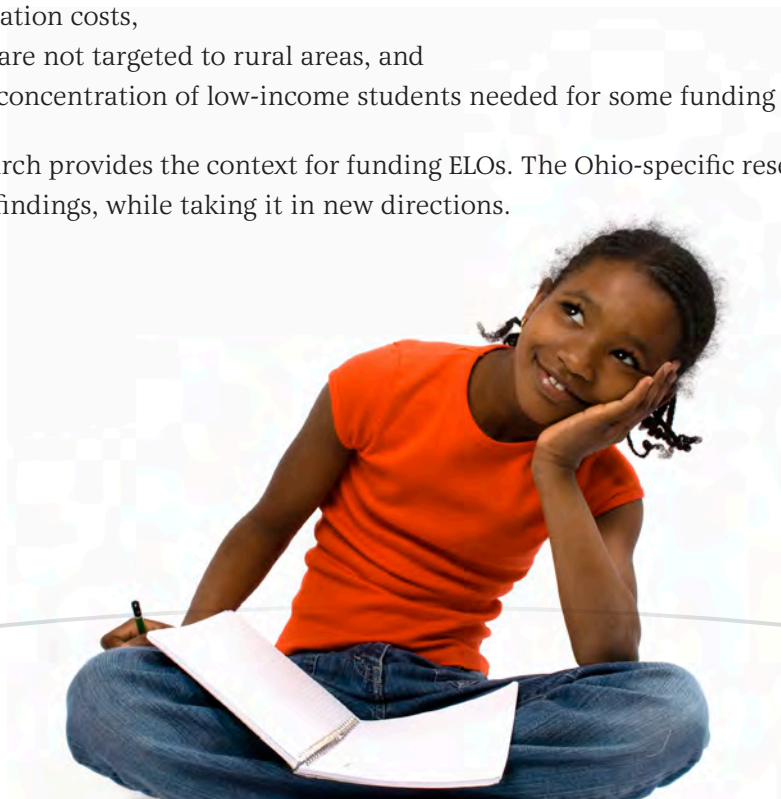 ation costs,
are not targeted to rural areas, and
concentration of low-income students needed for some funding
rch provides the context for funding ELOs. The Ohio-specific rese
findings, while taking it in new directions.